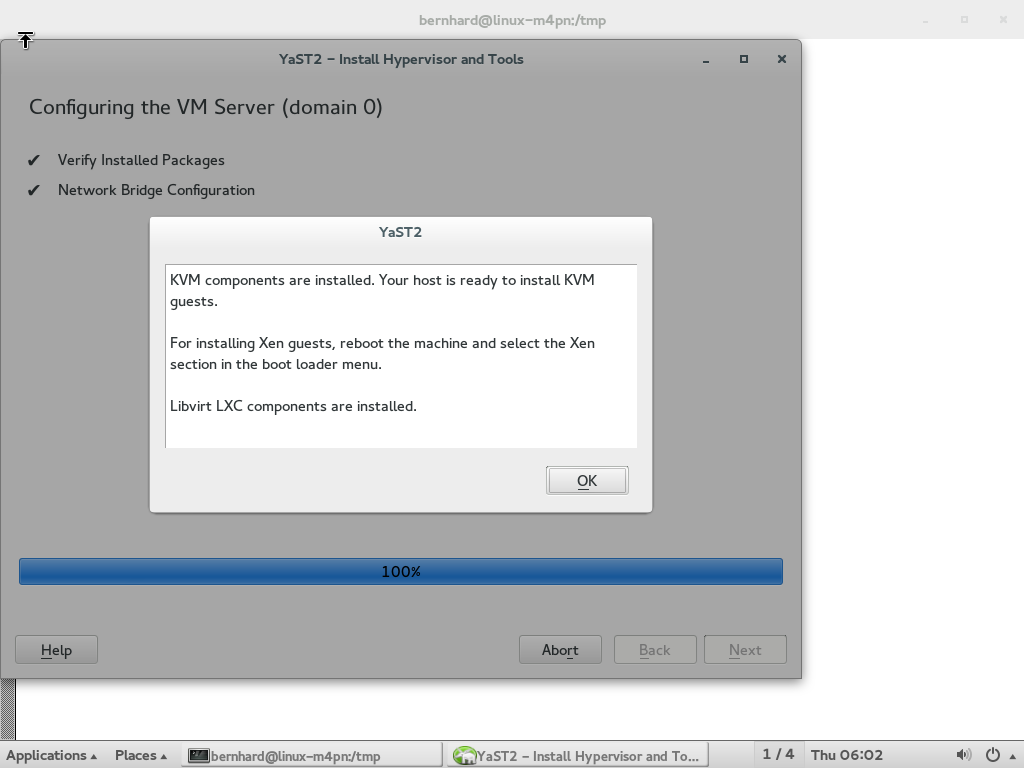 bernhard@linux-m4pn:/tmp
YaST2 – Install Hypervisor and Tools
Configuring the VM Server (domain 0)
✔ Verify Installed Packages
✔ Network Bridge Configuration
YaST2
KVM components are installed. Your host is ready to install KVM
guests.
For installing Xen guests, reboot the machine and select the Xen
section in the boot loader menu.
Libvirt LXC components are installed.
OK
100%
Help Abort Back Next
Applications Places bernhard@linux-m4pn:/tmp YaST2 – Install Hypervisor and To... 1 / 4 Thu 06:02